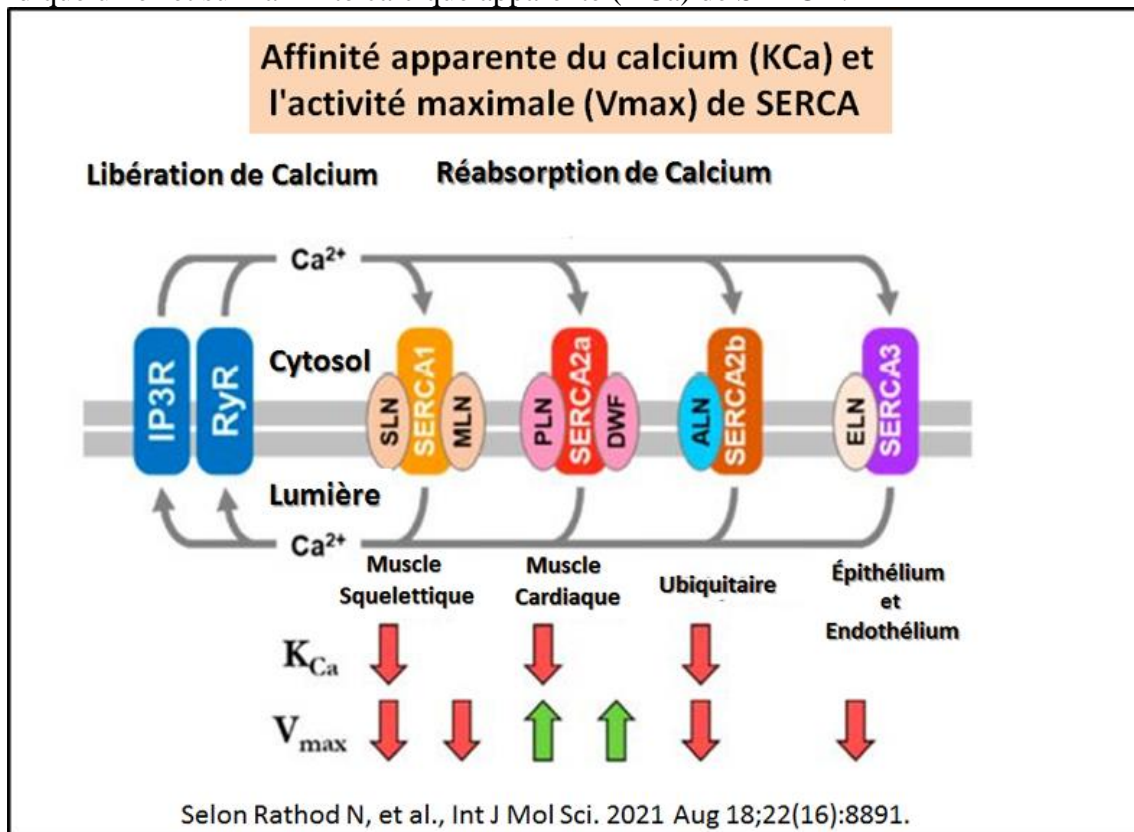 Affinité apparente du calcium (KCa) et
l'activité maximale (Vmax) de SERCA
Libération de Calcium
Réabsorption de Calcium
Ca²⁺
IP3R
RyR
Cytosol
SLN
SERCA1
MLN
PLN
SERCA2a
DWF
ALN
SERCA2b
ELN
SERCA3
Lumière
Ca²⁺
Muscle
Squelettique
Muscle
Cardiaque
Ubiquitaire
Épithélium
et
Endothélium
K_Ca
V_max
Selon Rathod N, et al., Int J Mol Sci. 2021 Aug 18;22(16):8891.